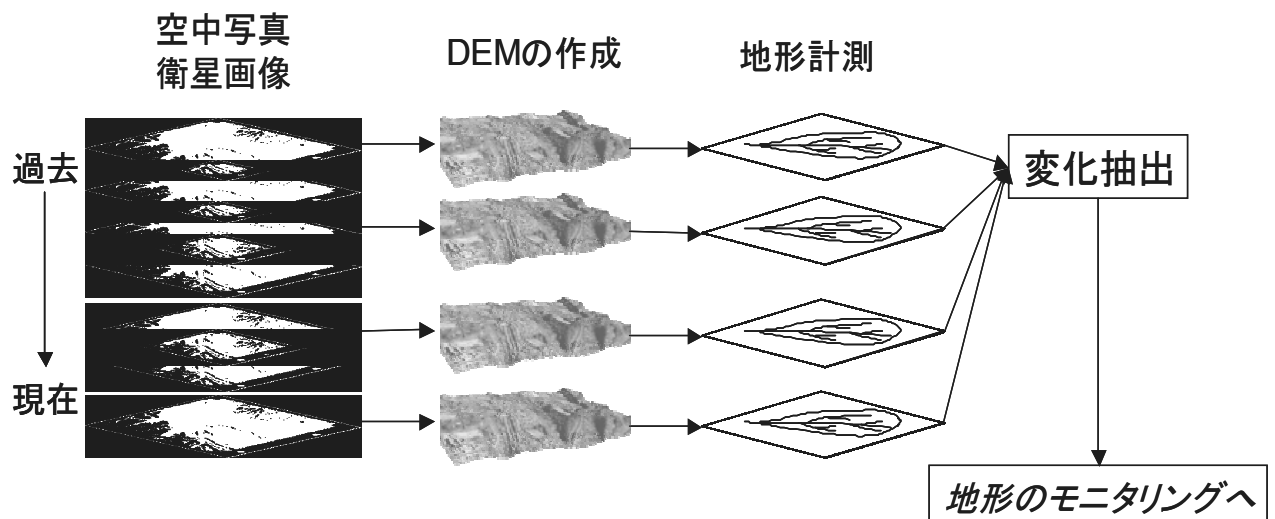 空中写真
衛星画像
DEMの作成
地形計測
過去
現在
変化抽出
地形のモニタリングへ